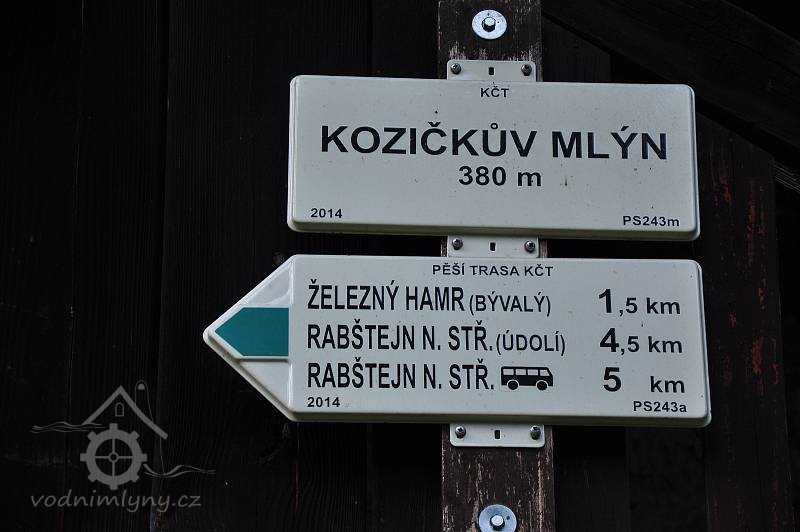 KČT
KOZIČKŮV MLÝN
380 m
2014 PS243m
PĚŠÍ TRASA KČT
ŽELEZNÝ HAMR (BÝVALÝ) 1,5 km
RABŠTEJN N. STŘ. (ÚDOLÍ) 4,5 km
RABŠTEJN N. STŘ. 5 km
2014 PS243a
vodnimlyny.cz